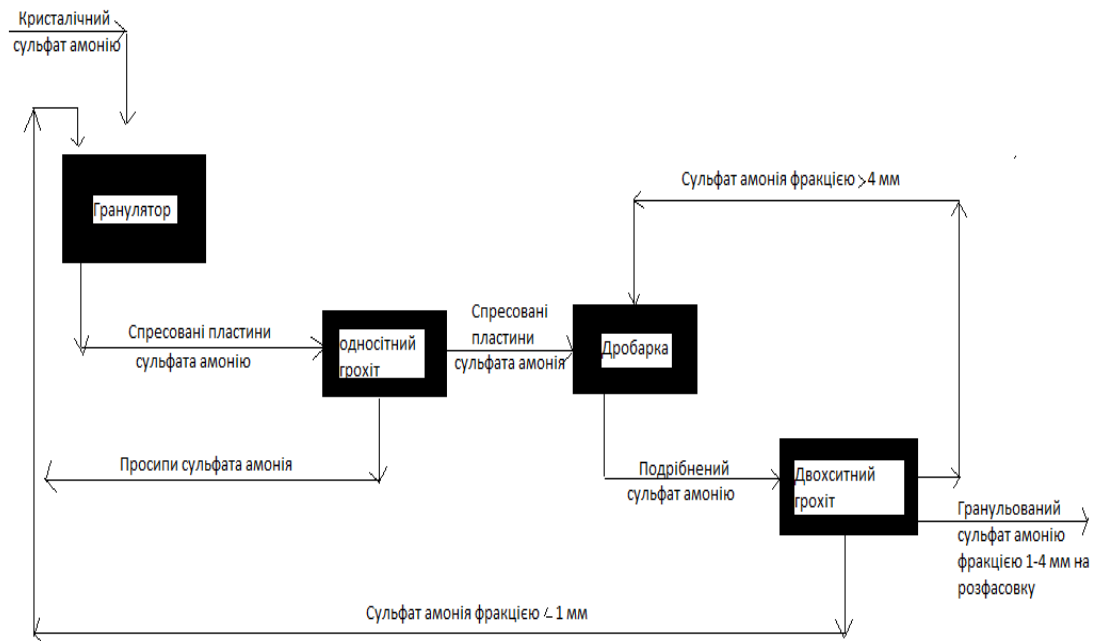 Кристалічний
сульфат амонію
Гранулятор
Сульфат амонія фракцією >4 мм
Спресовані пластини
сульфата амонію
односітний
грохіт
Спресовані
пластини
сульфата амонія
Дробарка
Просипи сульфата амонія
Подрібнений
сульфат амонію
Двохситний
грохіт
Гранульований
сульфат амонію
фракцією 1-4 мм на
розфасовку
Сульфат амонія фракцією < 1 мм